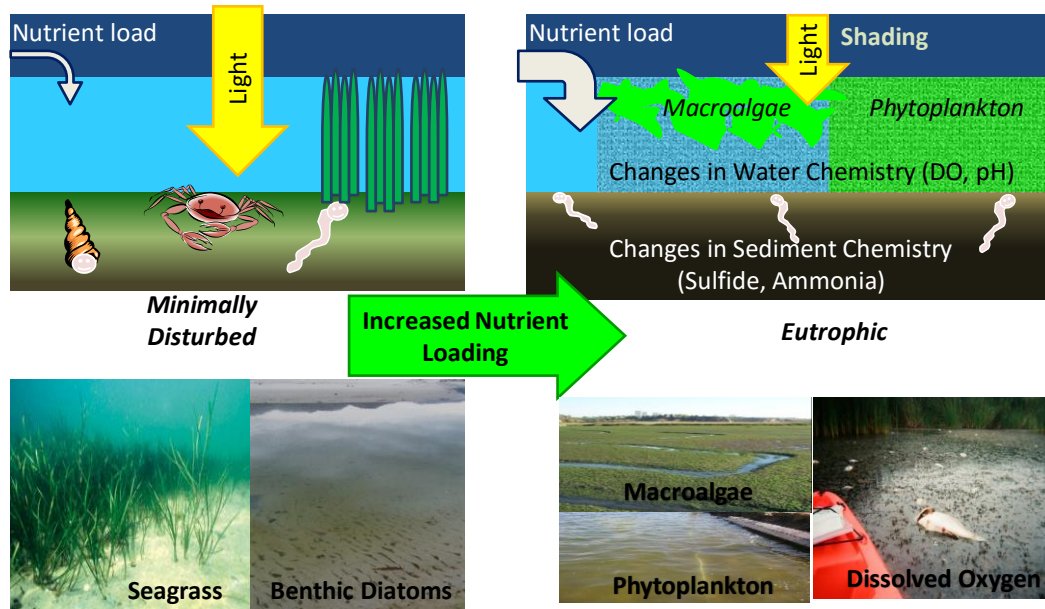 Nutrient load
Light
Minimally
Disturbed
Nutrient load
Light
Shading
Macroalgae
Phytoplankton
Changes in Water Chemistry (DO, pH)
Changes in Sediment Chemistry
(Sulfide, Ammonia)
Increased Nutrient
Loading
Eutrophic
Seagrass
Benthic Diatoms
Macroalgae
Phytoplankton
Dissolved Oxygen